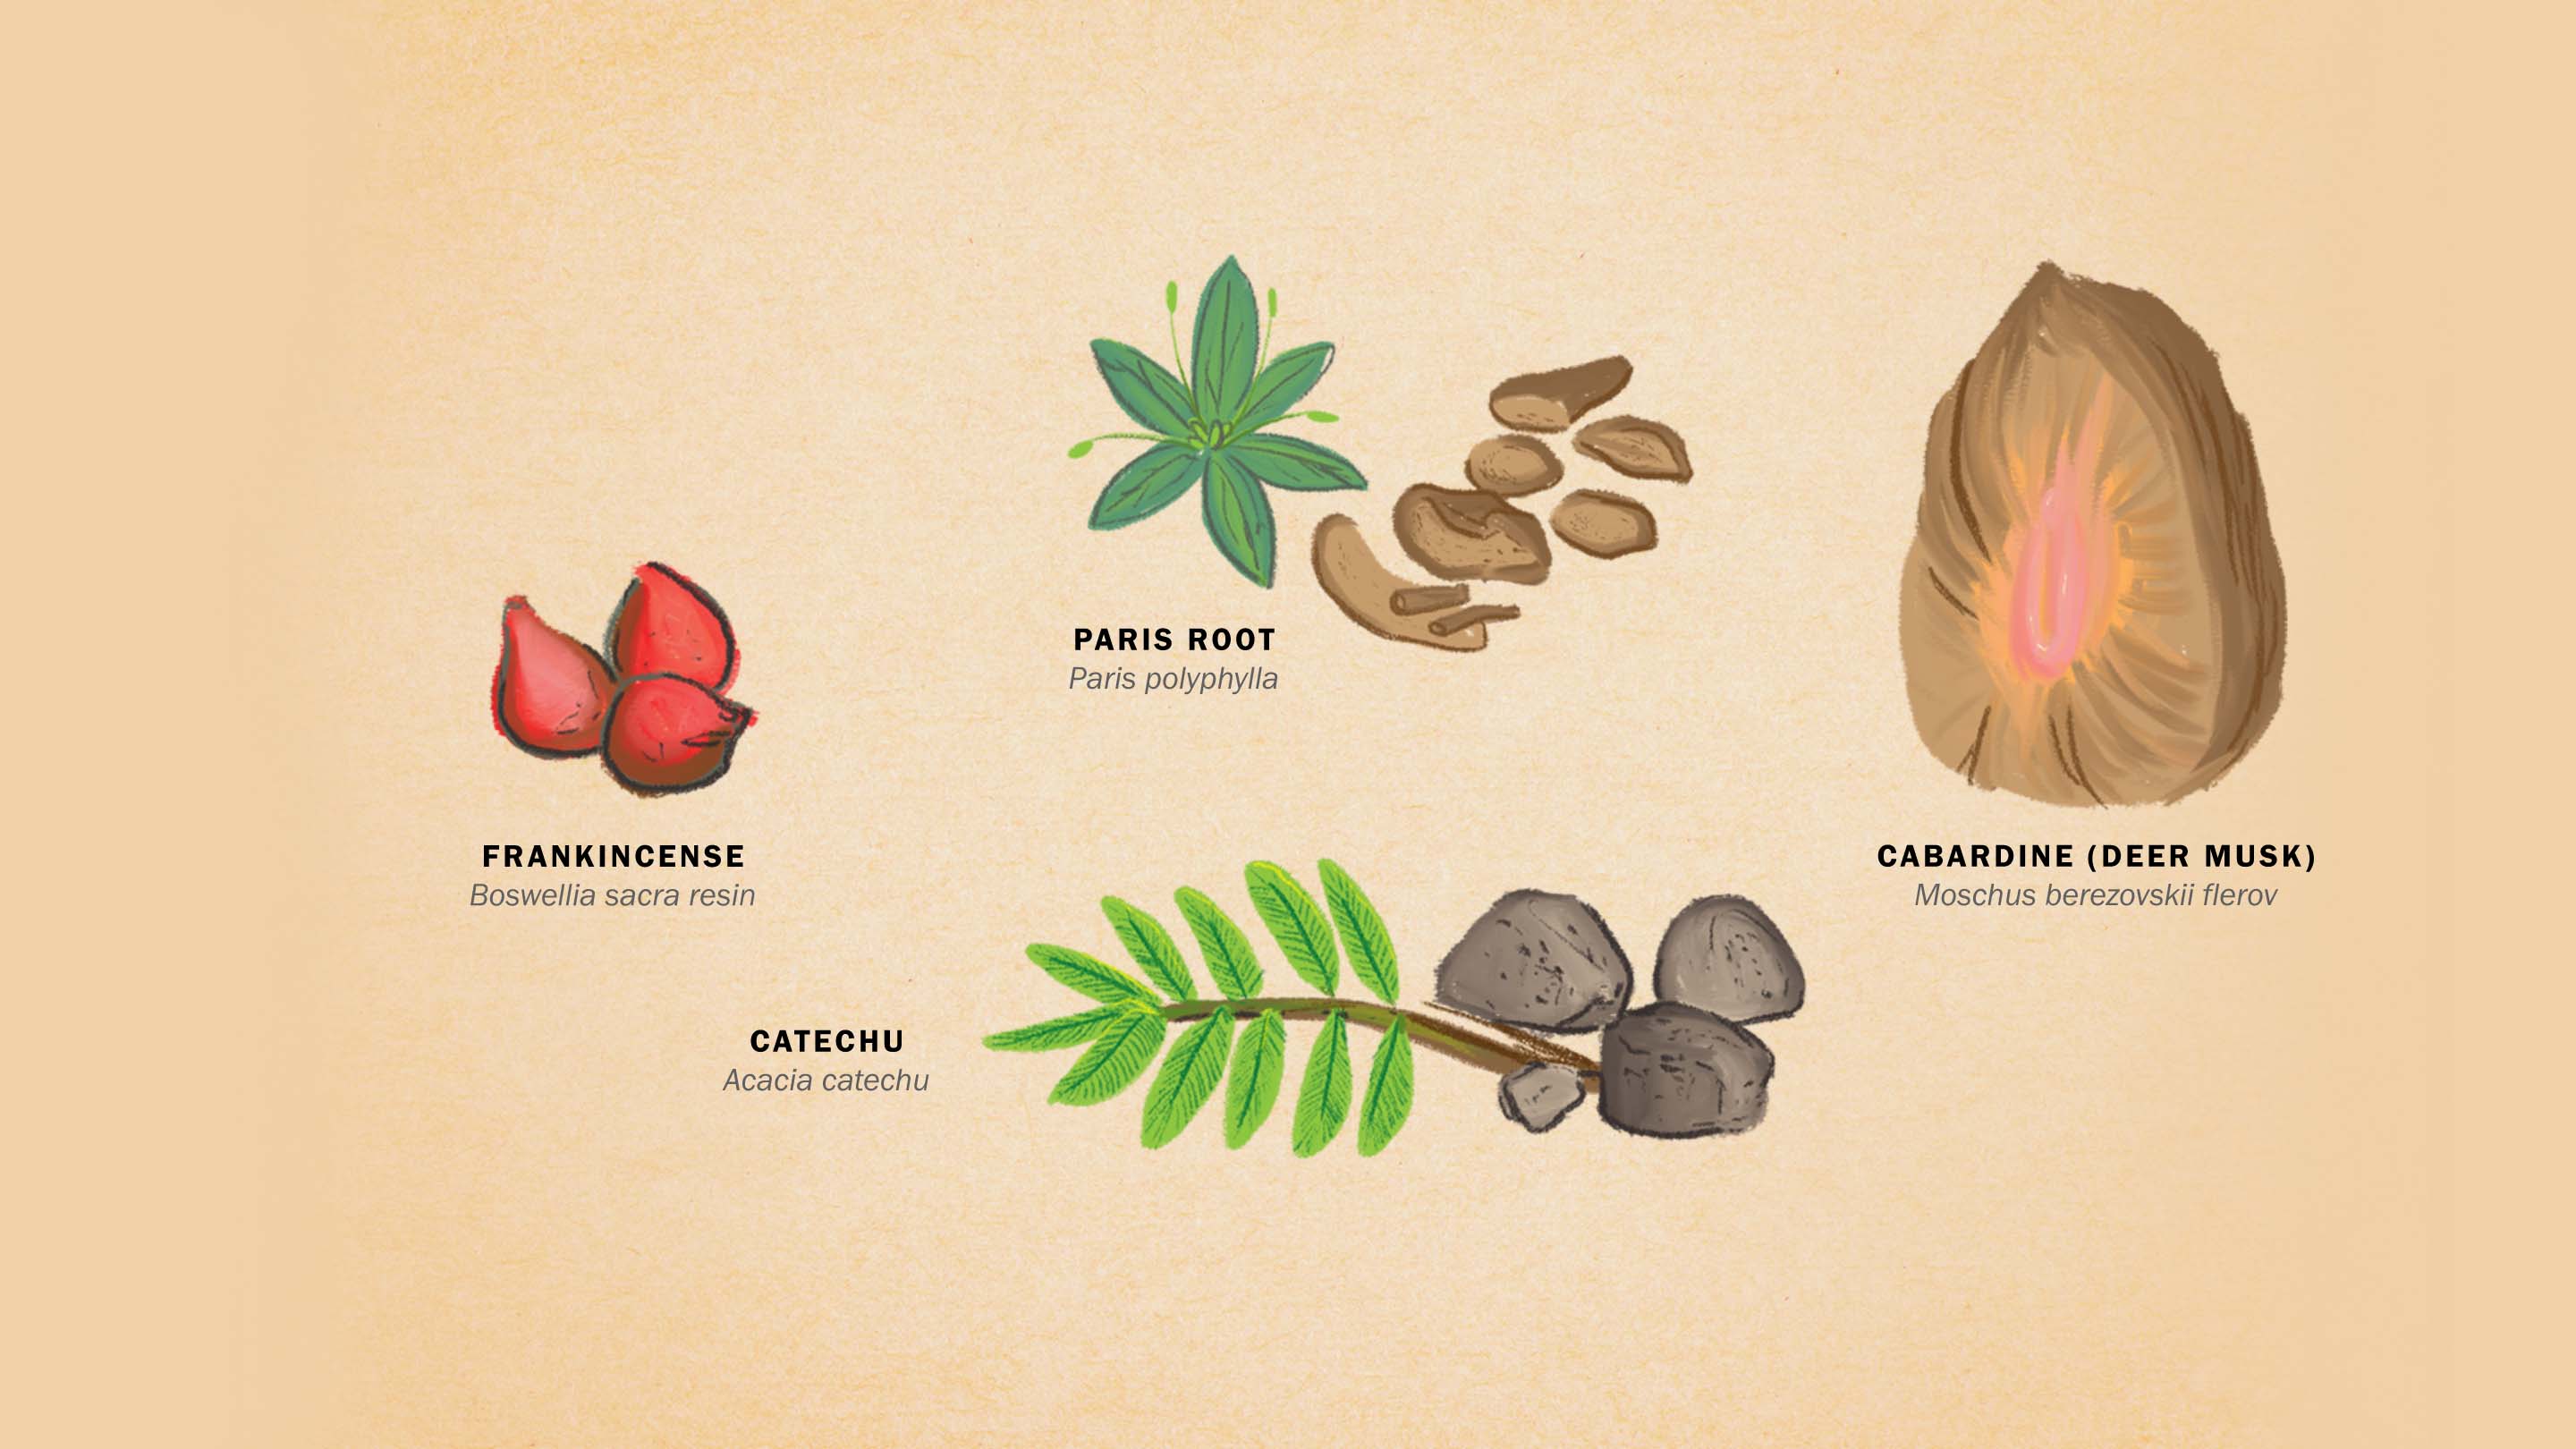 PARIS ROOT
Paris polyphylla
FRANKINCENSE
Boswellia sacra resin
CABARDINE (DEER MUSK)
Moschus berezovskii flerov
CATECHU
Acacia catechu